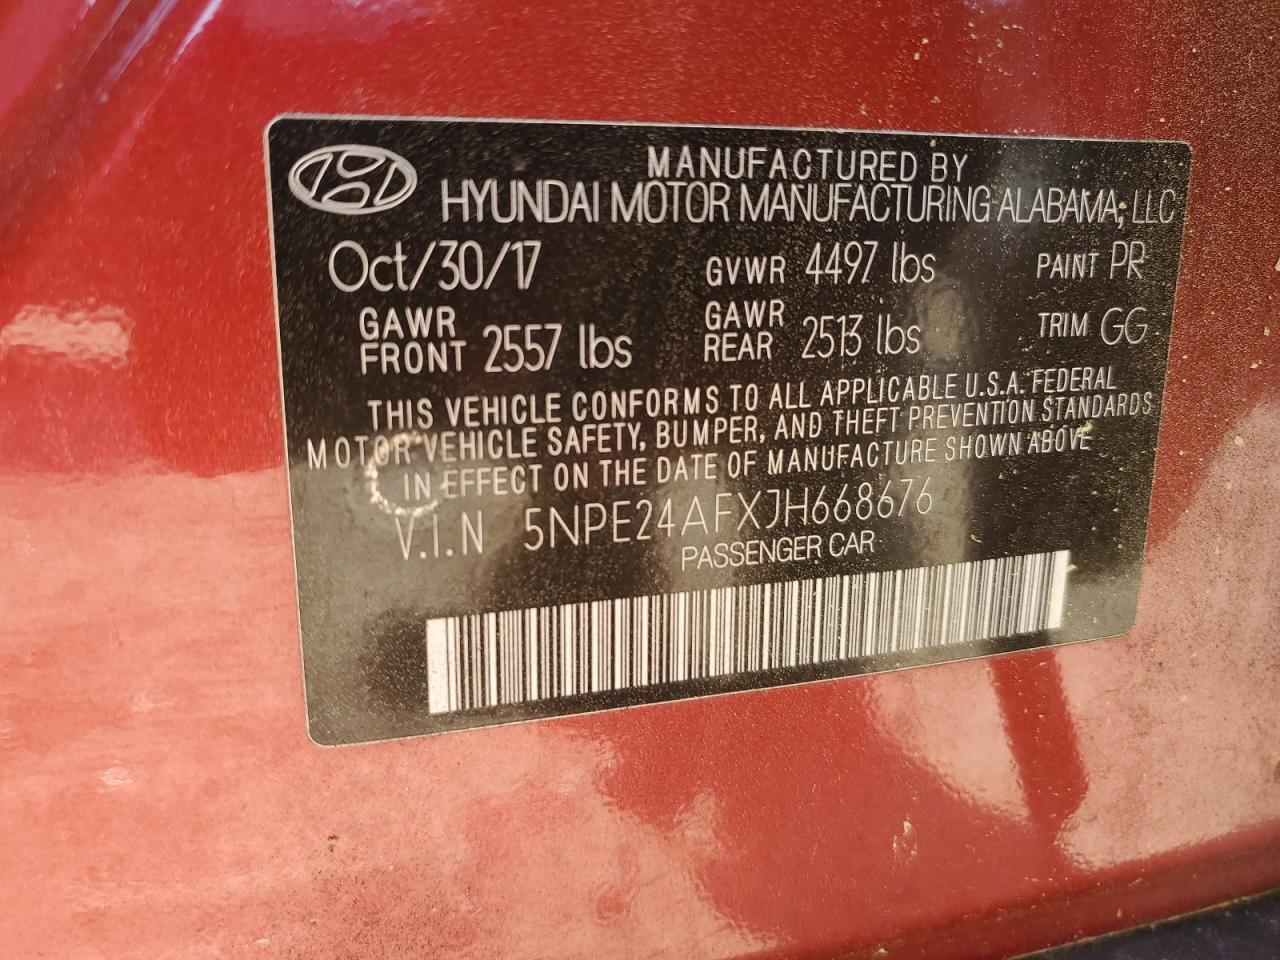 MANUFACTURED BY
HYUNDAI MOTOR MANUFACTURING-ALABAMA, LLC
Oct/30/17 GVWR 4497 lbs PAINT PR
GAWR FRONT 2557 lbs GAWR REAR 2513 lbs TRIM GG
THIS VEHICLE CONFORMS TO ALL APPLICABLE U.S.A. FEDERAL
MOTOR VEHICLE SAFETY, BUMPER, AND THEFT PREVENTION STANDARDS
IN EFFECT ON THE DATE OF MANUFACTURE SHOWN ABOVE
V.I.N 5NPE24AFXJH668676
PASSENGER CAR